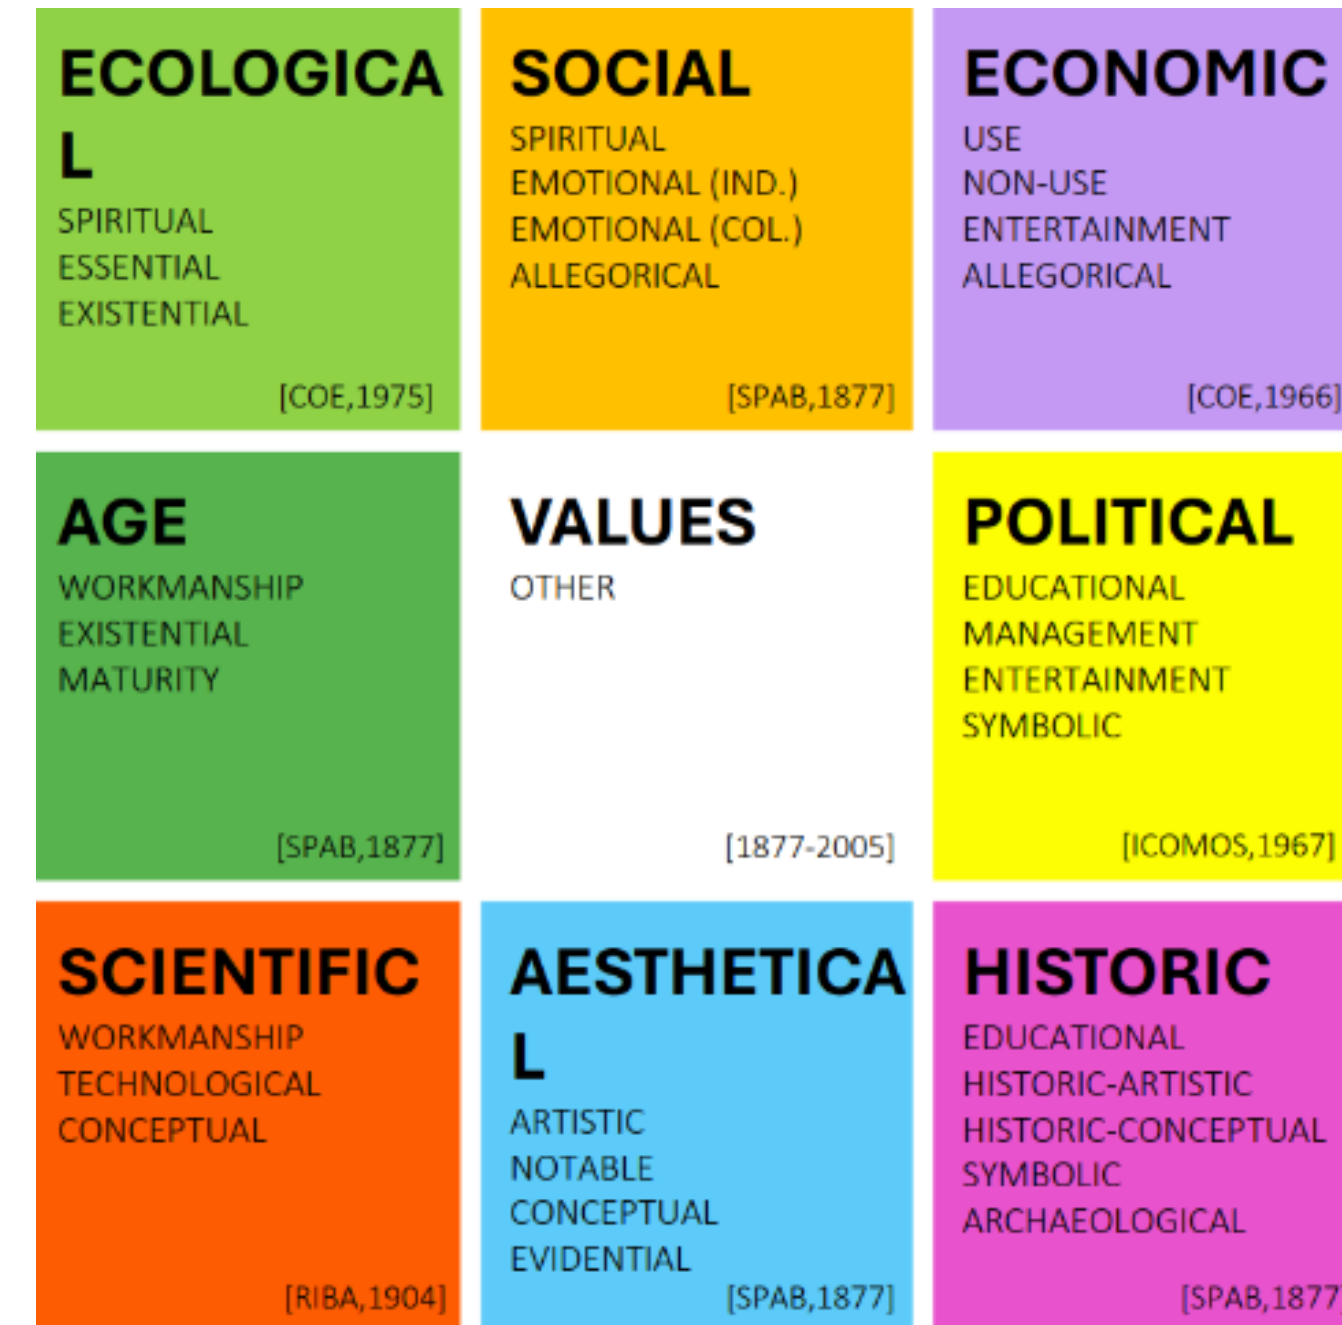 ECOLOGICA
L
SPIRITUAL
ESSENTIAL
EXISTENTIAL
[COE,1975]
SOCIAL
SPIRITUAL
EMOTIONAL (IND.)
EMOTIONAL (COL.)
ALLEGORICAL
[SPAB,1877]
ECONOMIC
USE
NON-USE
ENTERTAINMENT
ALLEGORICAL
[COE,1966]
AGE
WORKMANSHIP
EXISTENTIAL
MATURITY
[SPAB,1877]
VALUES
OTHER
[1877-2005]
POLITICAL
EDUCATIONAL
MANAGEMENT
ENTERTAINMENT
SYMBOLIC
[ICOMOS,1967]
SCIENTIFIC
WORKMANSHIP
TECHNOLOGICAL
CONCEPTUAL
[RIBA,1904]
AESTHETICA
L
ARTISTIC
NOTABLE
CONCEPTUAL
EVIDENTIAL
[SPAB,1877]
HISTORIC
EDUCATIONAL
HISTORIC-ARTISTIC
HISTORIC-CONCEPTUAL
SYMBOLIC
ARCHAEOLOGICAL
[SPAB,1877